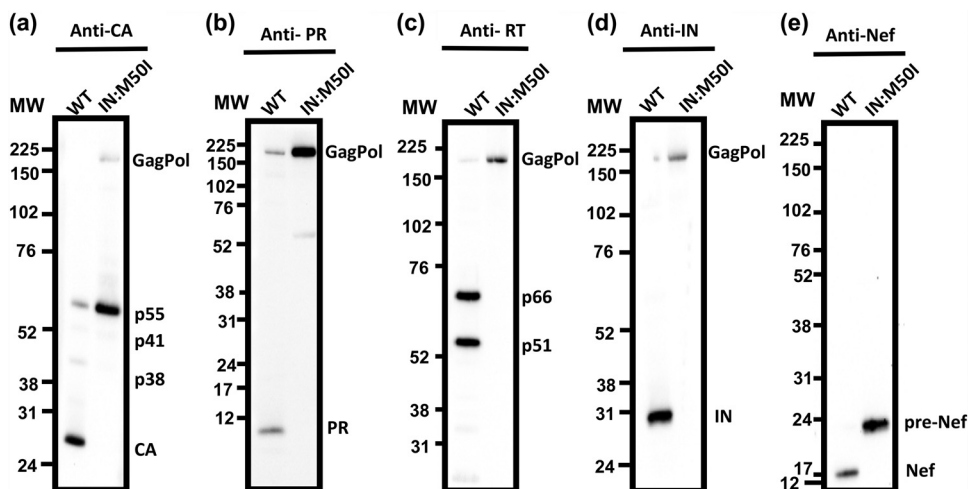 (a) Anti-CA
WT IN:M50I
MW
225
150
102
76
52
38
31
24
GagPol
p55
p41
p38
CA
(b) Anti- PR
WT IN:M50I
MW
225
150
102
76
52
38
31
24
17
12
GagPol
PR
(c) Anti- RT
WT IN:M50I
MW
225
150
102
76
52
38
31
GagPol
p66
p51
(d) Anti-IN
WT IN:M50I
MW
225
150
102
76
52
38
31
24
GagPol
IN
(e) Anti-Nef
WT IN:M50I
MW
225
150
102
76
52
38
31
24
17
12
pre-Nef
Nef